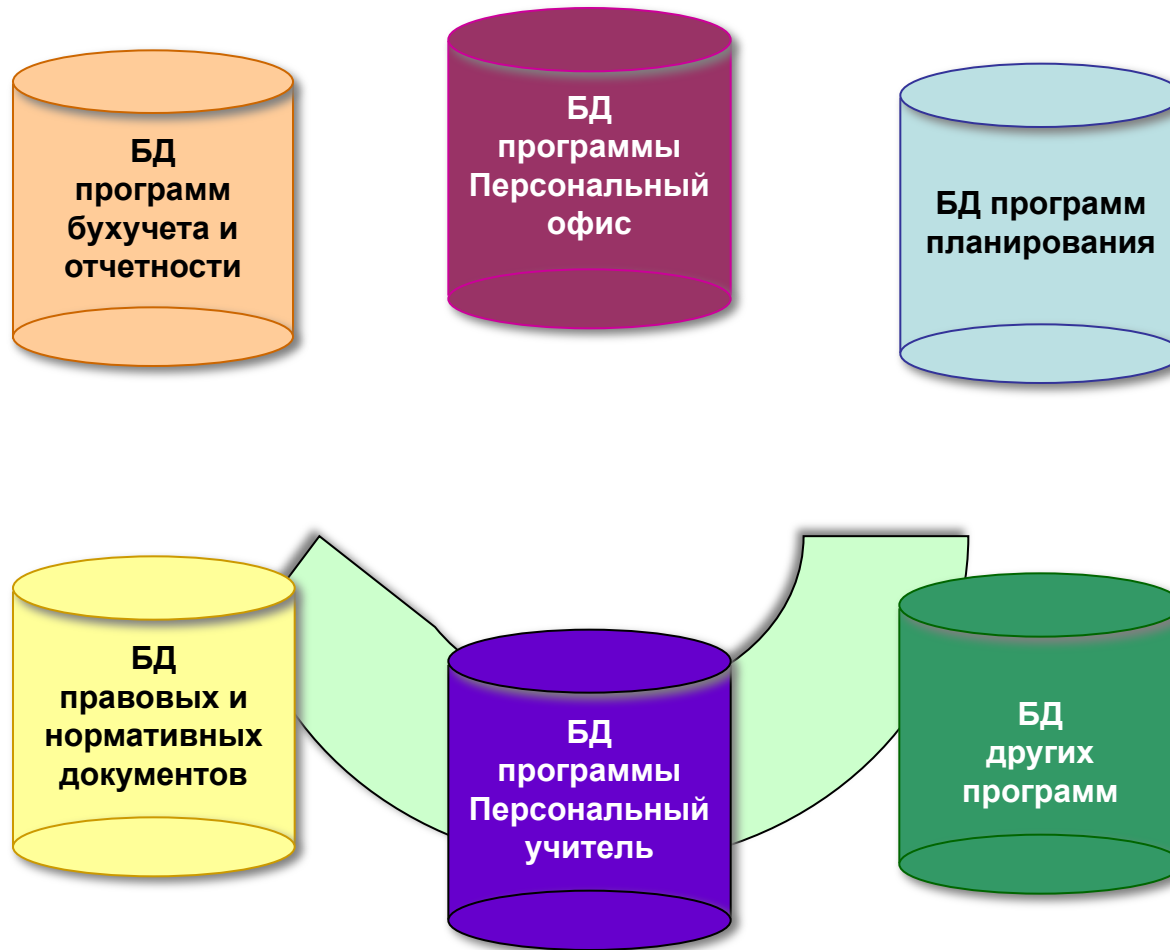 БД
программ
бухучета и
отчетности
БД
программы
Персональный
офис
БД программ
планирования
БД
правовых и
нормативных
документов
БД
программы
Персональный
учитель
БД
других
программ